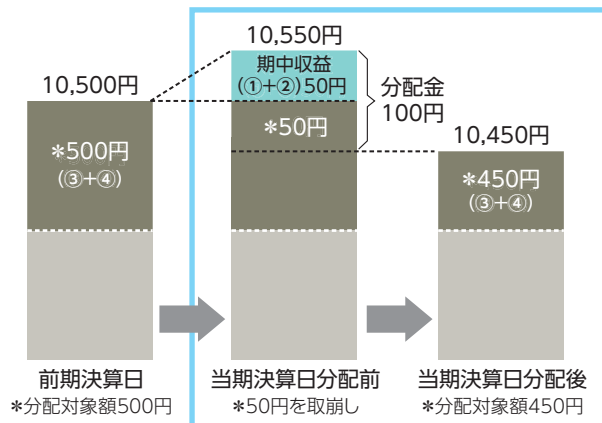 10,500円
＊500円
(③+④)
前期決算日
＊分配対象額500円
10,550円
期中収益
(①+②)50円
＊50円
分配金
100円
当期決算日分配前
＊50円を取崩し
10,450円
＊450円
(③+④)
当期決算日分配後
＊分配対象額450円